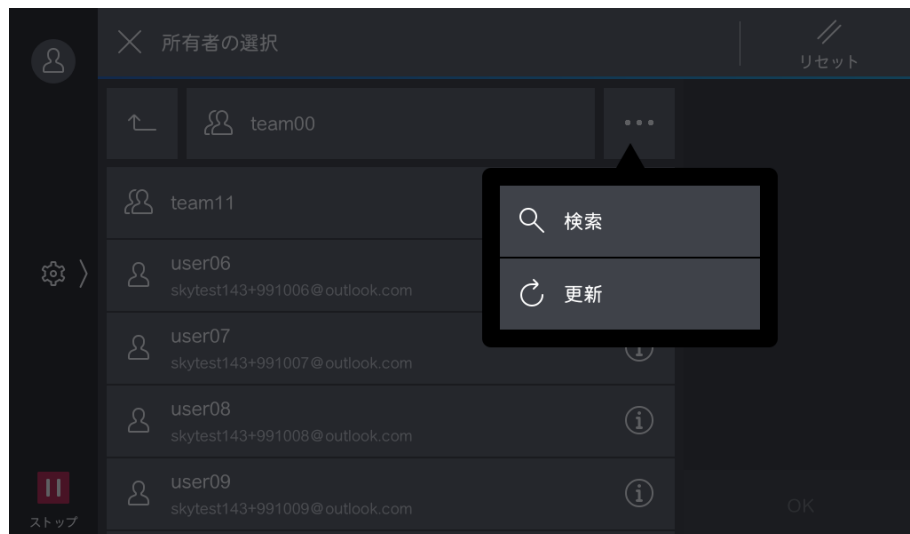 所有者の選択
リセット
team00
team11
検索
user06
skytest143+991006@outlook.com
更新
user07
skytest143+991007@outlook.com
user08
skytest143+991008@outlook.com
user09
skytest143+991009@outlook.com
ストップ
OK